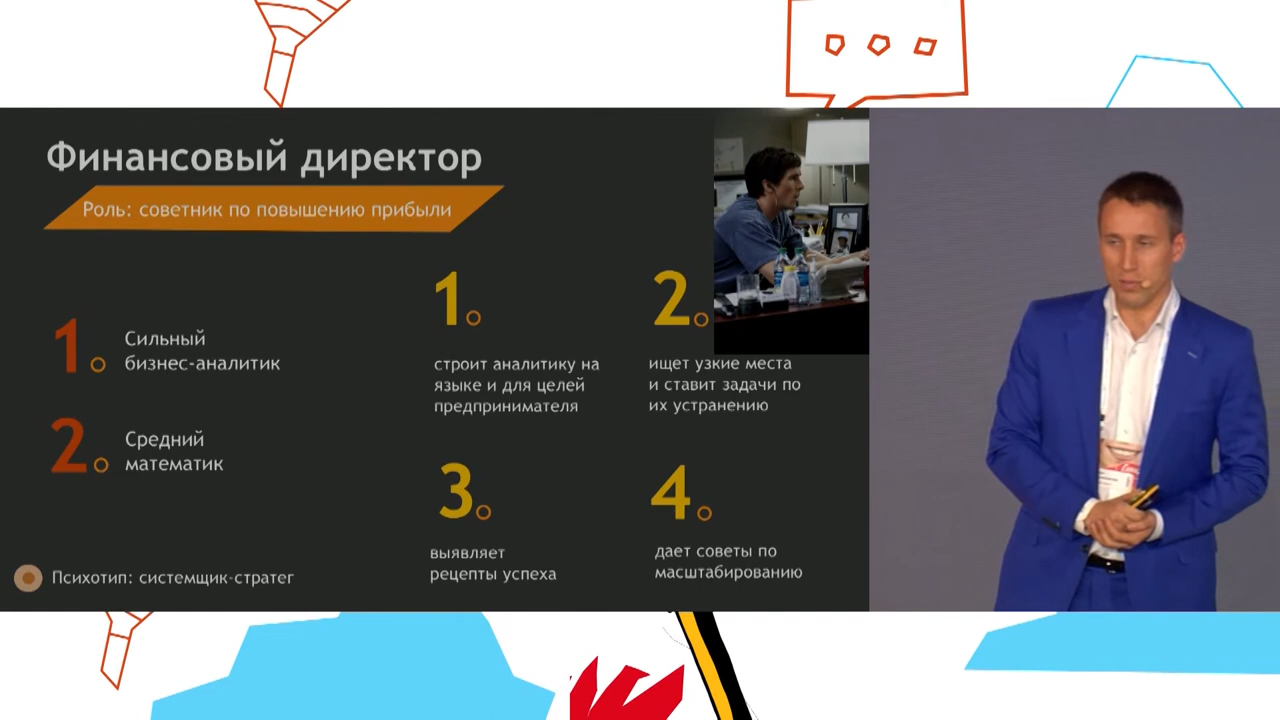 Финансовый директор
Роль: советник по повышению прибыли
1.
Сильный
бизнес-аналитик
2.
Средний
математик
Психотип: системщик-стратег
1.
строит аналитику на
языке и для целей
предпринимателя
2.
ищет узкие места
и ставит задачи по
их устранению
3.
выявляет
рецепты успеха
4.
дает советы по
масштабированию